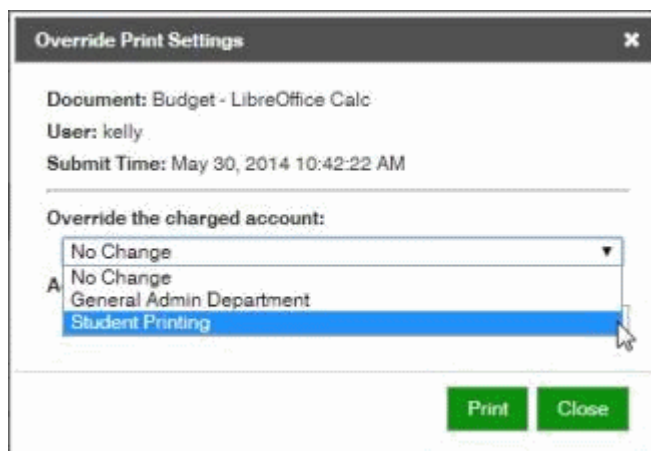 Override Print Settings
Document: Budget - LibreOffice Calc
User: kelly
Submit Time: May 30, 2014 10:42:22 AM
Override the charged account:
No Change
No Change
General Admin Department
Student Printing
Print Close